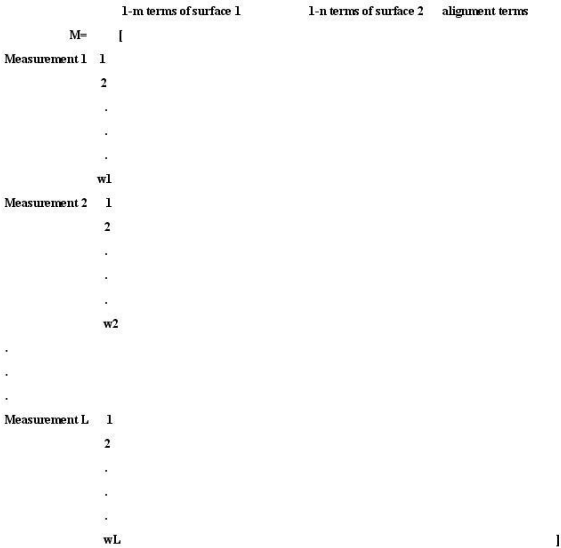 1-m terms of surface 1 1-n terms of surface 2 alignment terms
M= [
Measurement 1 1
2
.
.
.
w1
Measurement 2 1
2
.
.
.
w2
.
.
.
Measurement L 1
2
.
.
.
wL ]